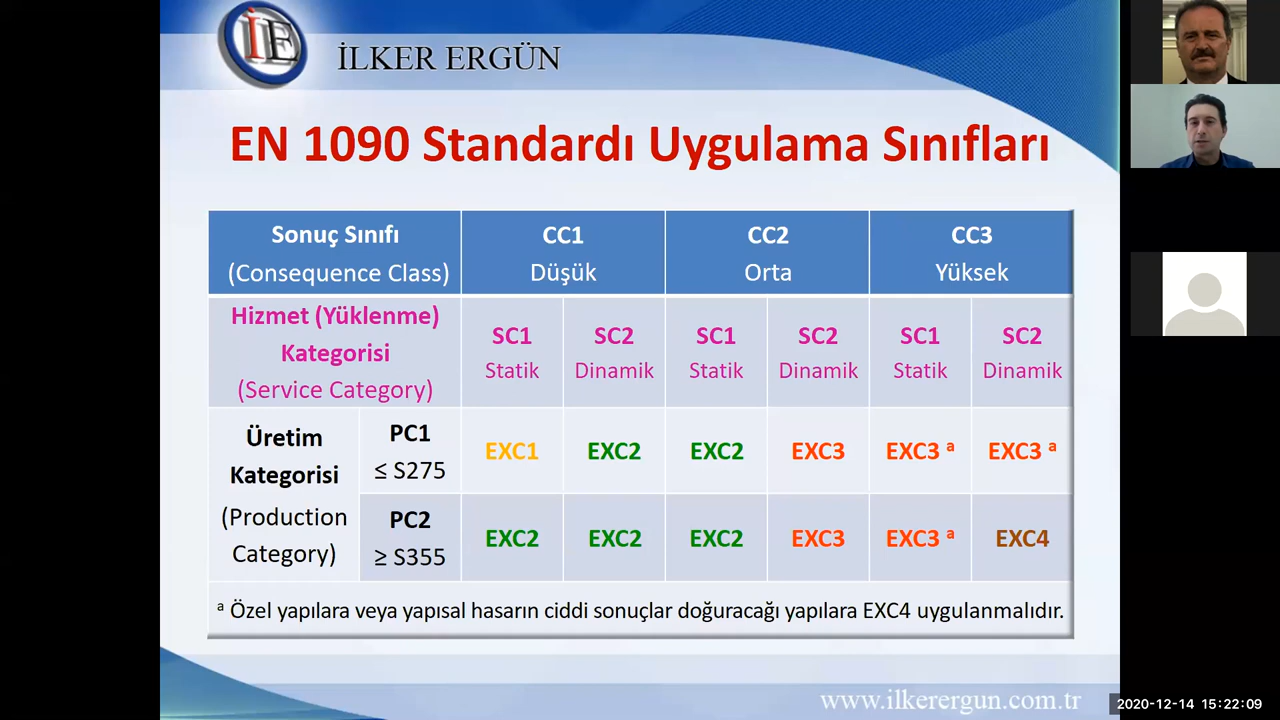 İE
İLKER ERGÜN
EN 1090 Standardı Uygulama Sınıfları
Sonuç Sınıfı
(Consequence Class)
CC1
Düşük
CC2
Orta
CC3
Yüksek
Hizmet (Yüklenme)
Kategorisi
(Service Category)
SC1
Statik
SC2
Dinamik
SC1
Statik
SC2
Dinamik
SC1
Statik
SC2
Dinamik
Üretim
Kategorisi
(Production
Category)
PC1
≤ S275
EXC1
EXC2
EXC2
EXC3
EXC3 ª
EXC3 ª
PC2
≥ S355
EXC2
EXC2
EXC2
EXC3
EXC3 ª
EXC4
ª Özel yapılara veya yapısal hasarın ciddi sonuçlar doğuracağı yapılara EXC4 uygulanmalıdır.
www.ilkerergun.com.tr
2020-12-14 15:22:09